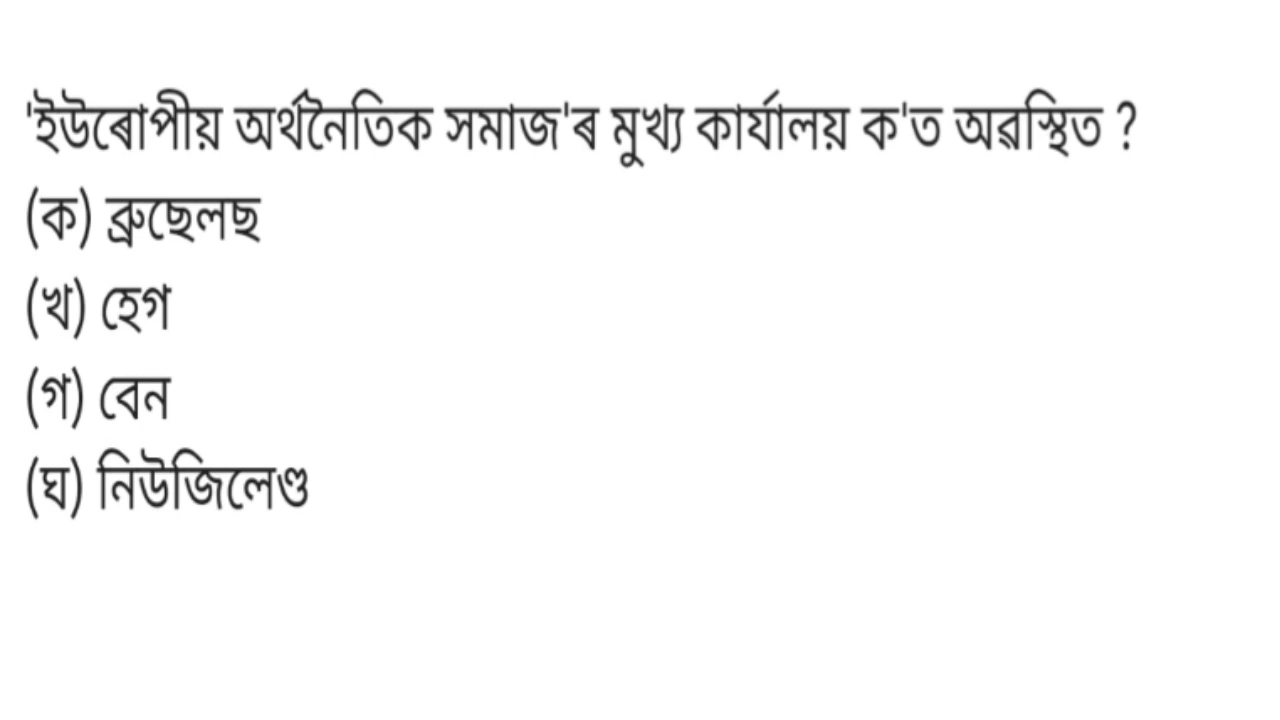 'ইউৰোপীয় অৰ্থনৈতিক সমাজ'ৰ মুখ্য কাৰ্যালয় ক'ত অৱস্থিত ?
(ক) ব্ৰুছেলছ
(খ) হেগ
(গ) বেন
(ঘ) নিউজিলেণ্ড